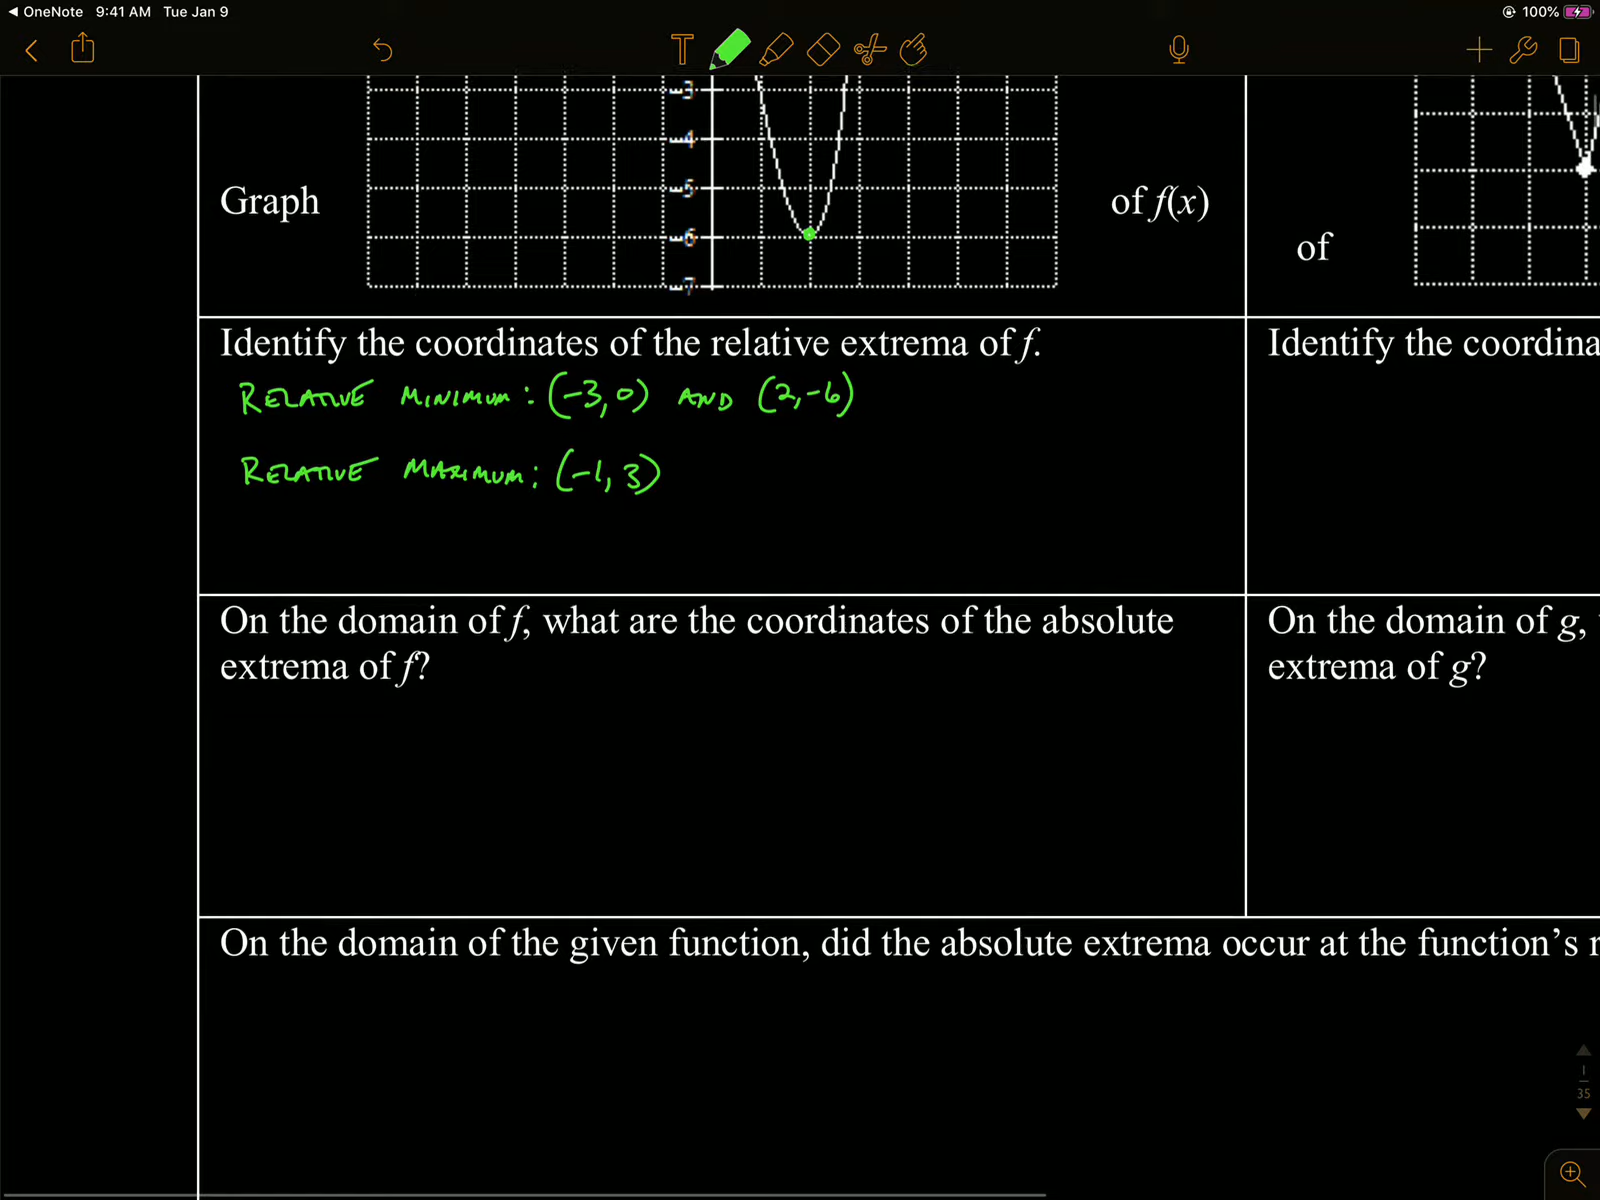 ◀ OneNote 9:41 AM Tue Jan 9
100%
T
-3
-4
-5
-6
-7
Graph
of f(x)
of
Identify the coordinates of the relative extrema of f.
RELATIVE MINIMUM: (-3,0) AND (2,-6)
RELATIVE MAXIMUM: (-1, 3)
Identify the coordina
On the domain of f, what are the coordinates of the absolute
extrema of f?
On the domain of g,
extrema of g?
On the domain of the given function, did the absolute extrema occur at the function’s r
1
35